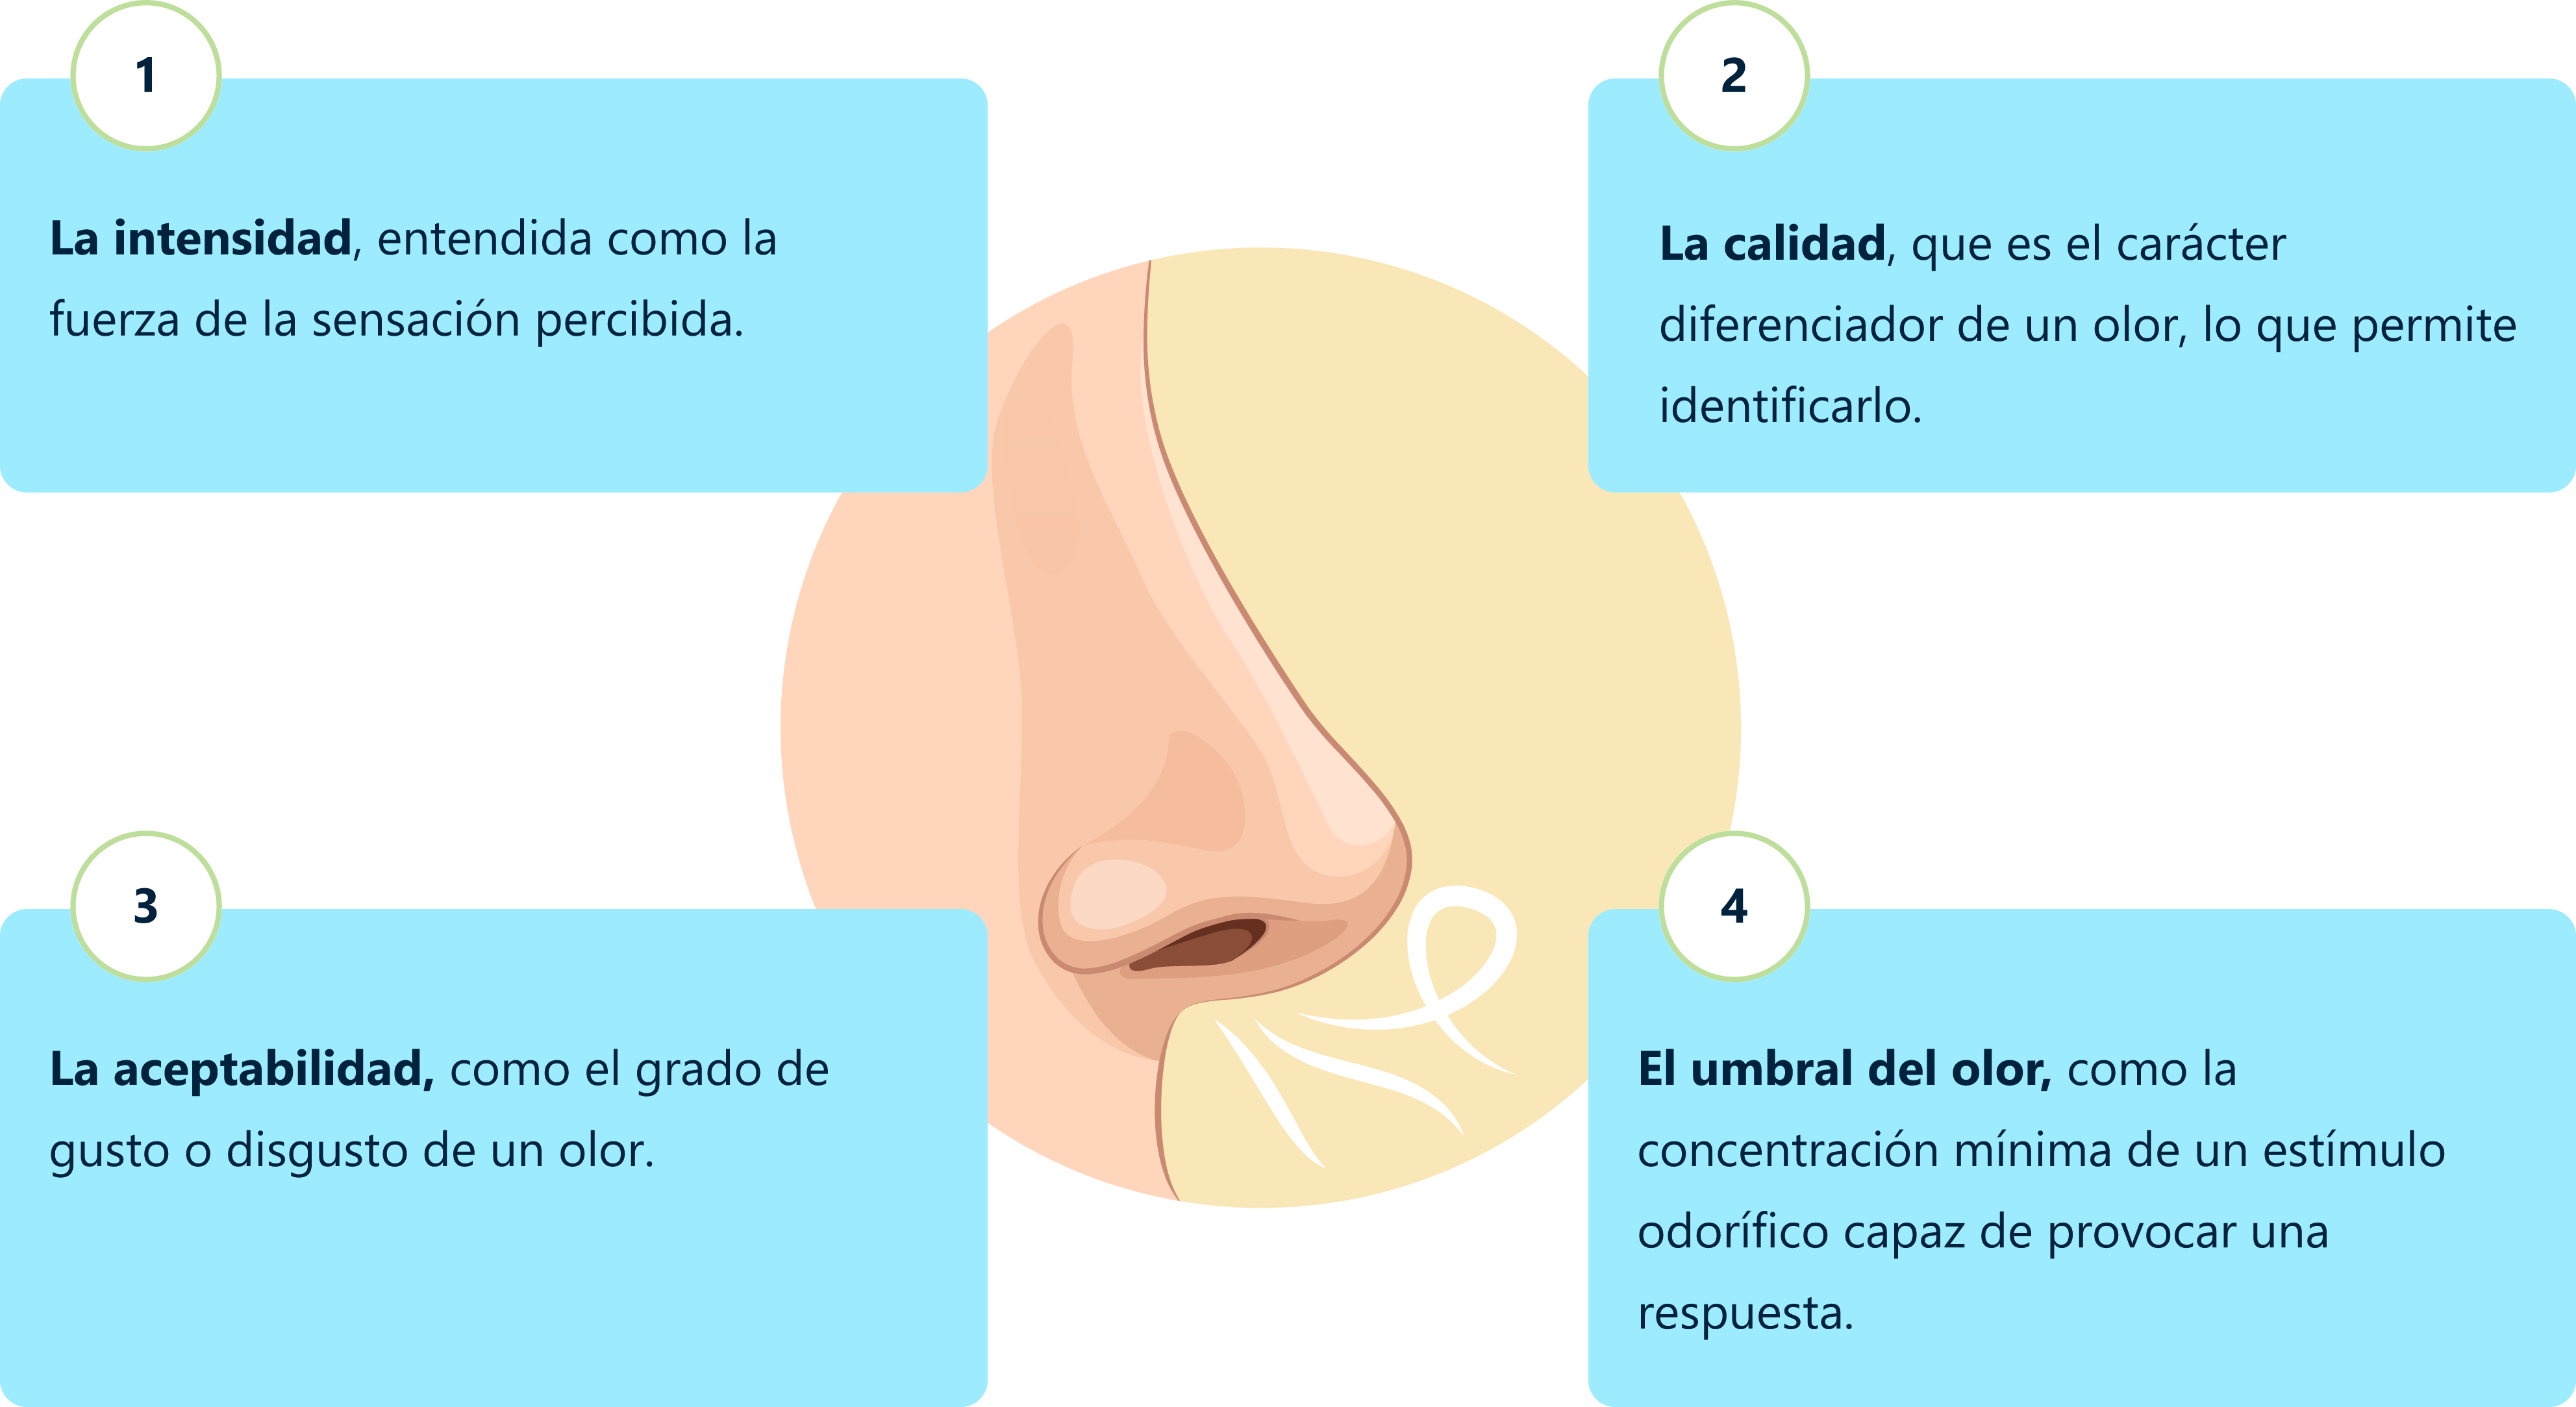 1
La intensidad, entendida como la
fuerza de la sensación percibida.
2
La calidad, que es el carácter
diferenciador de un olor, lo que permite
identificarlo.
3
La aceptabilidad, como el grado de
gusto o disgusto de un olor.
4
El umbral del olor, como la
concentración mínima de un estímulo
odorífico capaz de provocar una
respuesta.